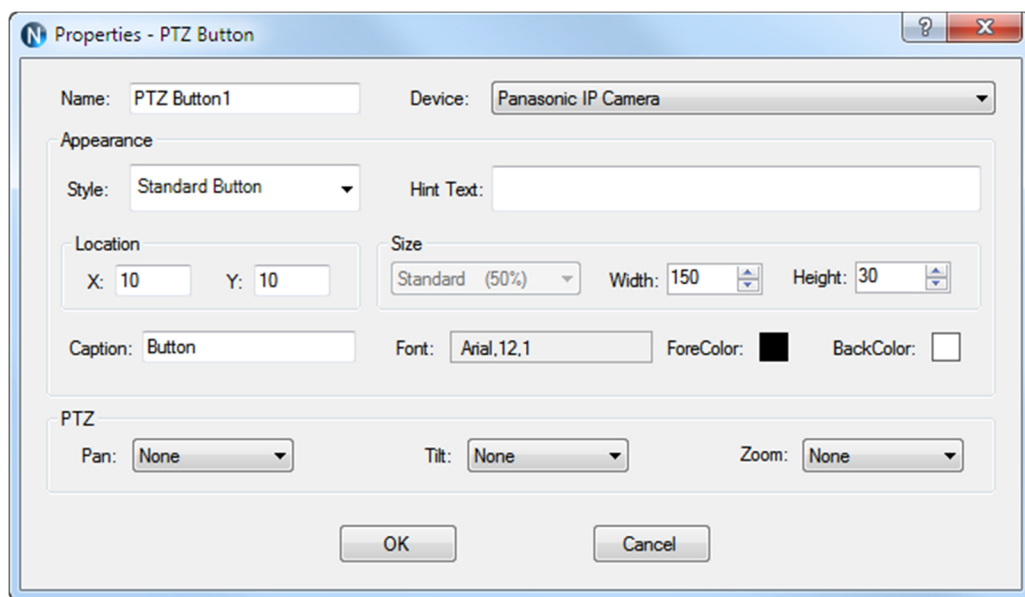 N Properties - PTZ Button ?
Name: PTZ Button1 Device: Panasonic IP Camera
Appearance
Style: Standard Button Hint Text:
Location Size
X: 10 Y: 10 Standard (50%) Width: 150 Height: 30
Caption: Button Font: Arial,12,1 ForeColor: BackColor:
PTZ
Pan: None Tilt: None Zoom: None
OK Cancel